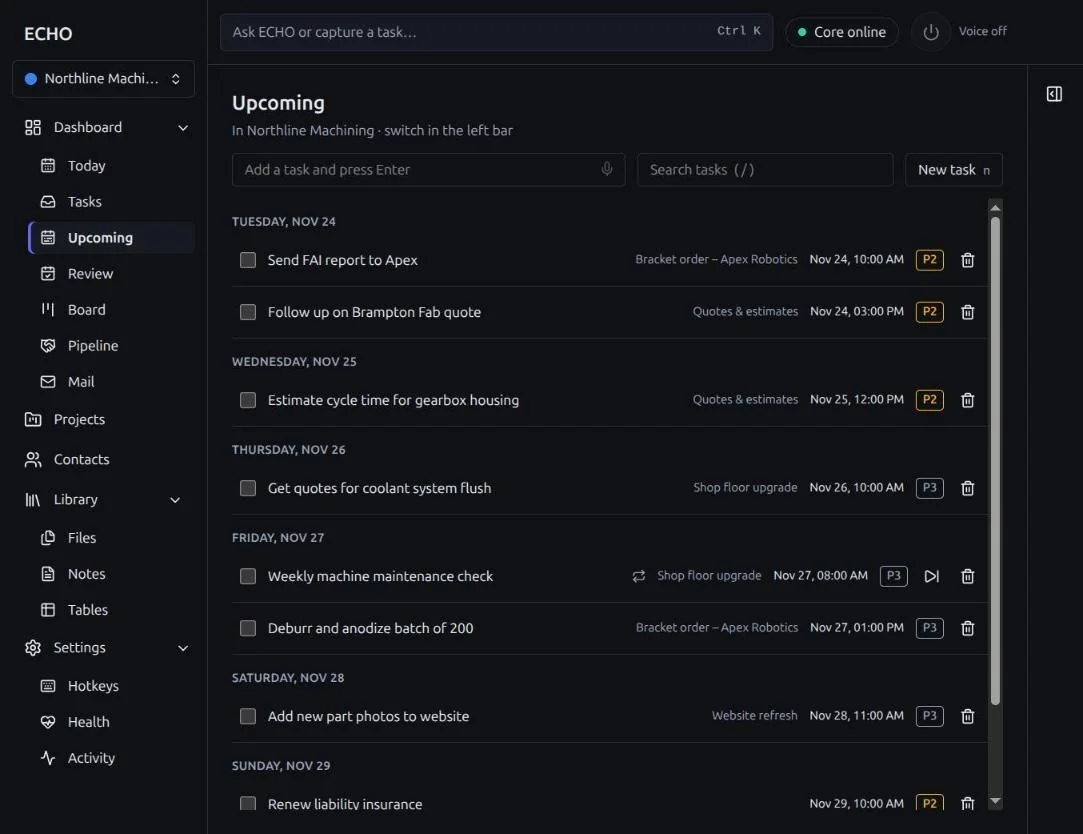 ECHO
Northline Machi...
Dashboard
Today
Tasks
Upcoming
Review
Board
Pipeline
Mail
Projects
Contacts
Library
Files
Notes
Tables
Settings
Hotkeys
Health
Activity
Ask ECHO or capture a task... Ctrl K
Core online
Voice off
Upcoming
In Northline Machining · switch in the left bar
Add a task and press Enter
Search tasks (/)
New task n
TUESDAY, NOV 24
Send FAI report to Apex Bracket order – Apex Robotics Nov 24, 10:00 AM P2
Follow up on Brampton Fab quote Quotes & estimates Nov 24, 03:00 PM P2
WEDNESDAY, NOV 25
Estimate cycle time for gearbox housing Quotes & estimates Nov 25, 12:00 PM P2
THURSDAY, NOV 26
Get quotes for coolant system flush Shop floor upgrade Nov 26, 10:00 AM P3
FRIDAY, NOV 27
Weekly machine maintenance check Shop floor upgrade Nov 27, 08:00 AM P3
Deburr and anodize batch of 200 Bracket order – Apex Robotics Nov 27, 01:00 PM P3
SATURDAY, NOV 28
Add new part photos to website Website refresh Nov 28, 11:00 AM P3
SUNDAY, NOV 29
Renew liability insurance Nov 29, 10:00 AM P2